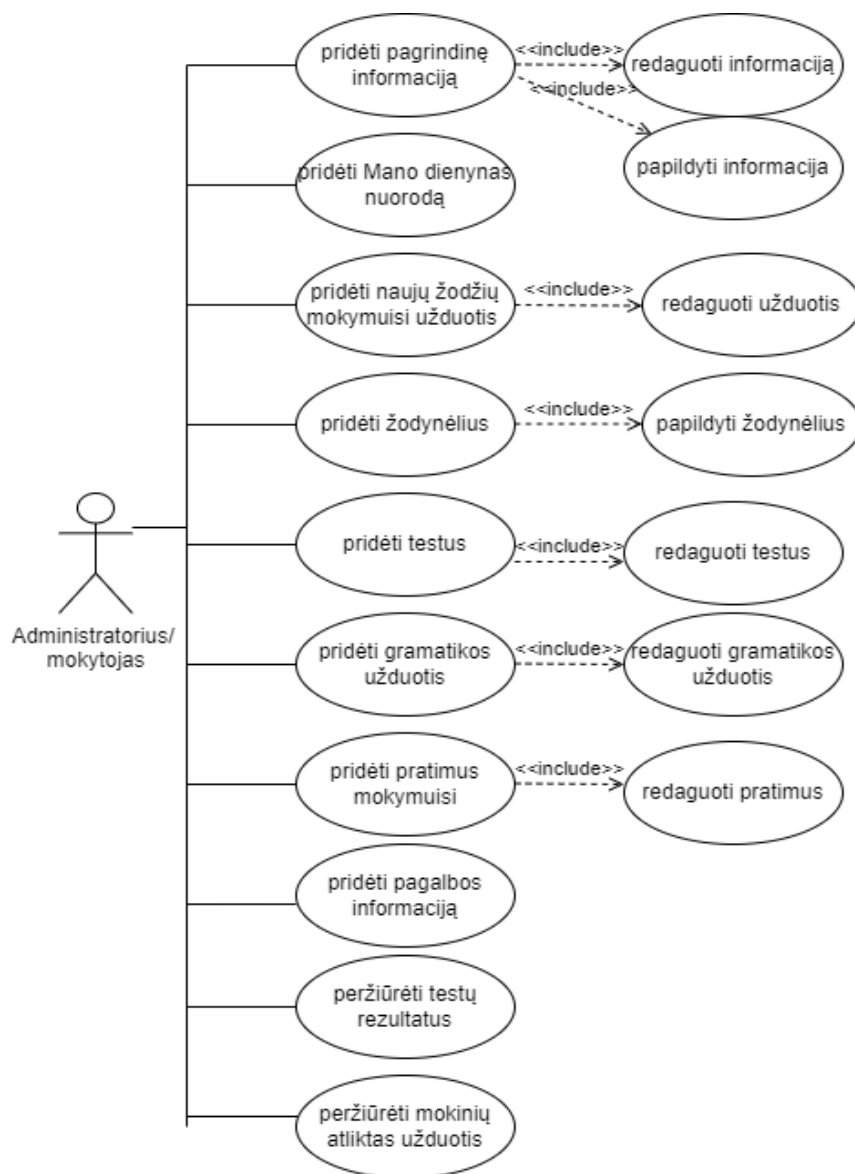 pridėti pagrindinę
informaciją
<<include>>
redaguoti informaciją
<<include>>
papildyti informacija
pridėti Mano dienynas
nuorodą
pridėti naujų žodžių
mokymuisi užduotis
<<include>>
redaguoti užduotis
pridėti žodynėlius
<<include>>
papildyti žodynėlius
pridėti testus
<<include>>
redaguoti testus
Administratorius/
mokytojas
pridėti gramatikos
užduotis
<<include>>
redaguoti gramatikos
užduotis
pridėti pratimus
mokymuisi
<<include>>
redaguoti pratimus
pridėti pagalbos
informaciją
peržiūrėti testų
rezultatus
peržiūrėti mokinių
atliktas užduotis